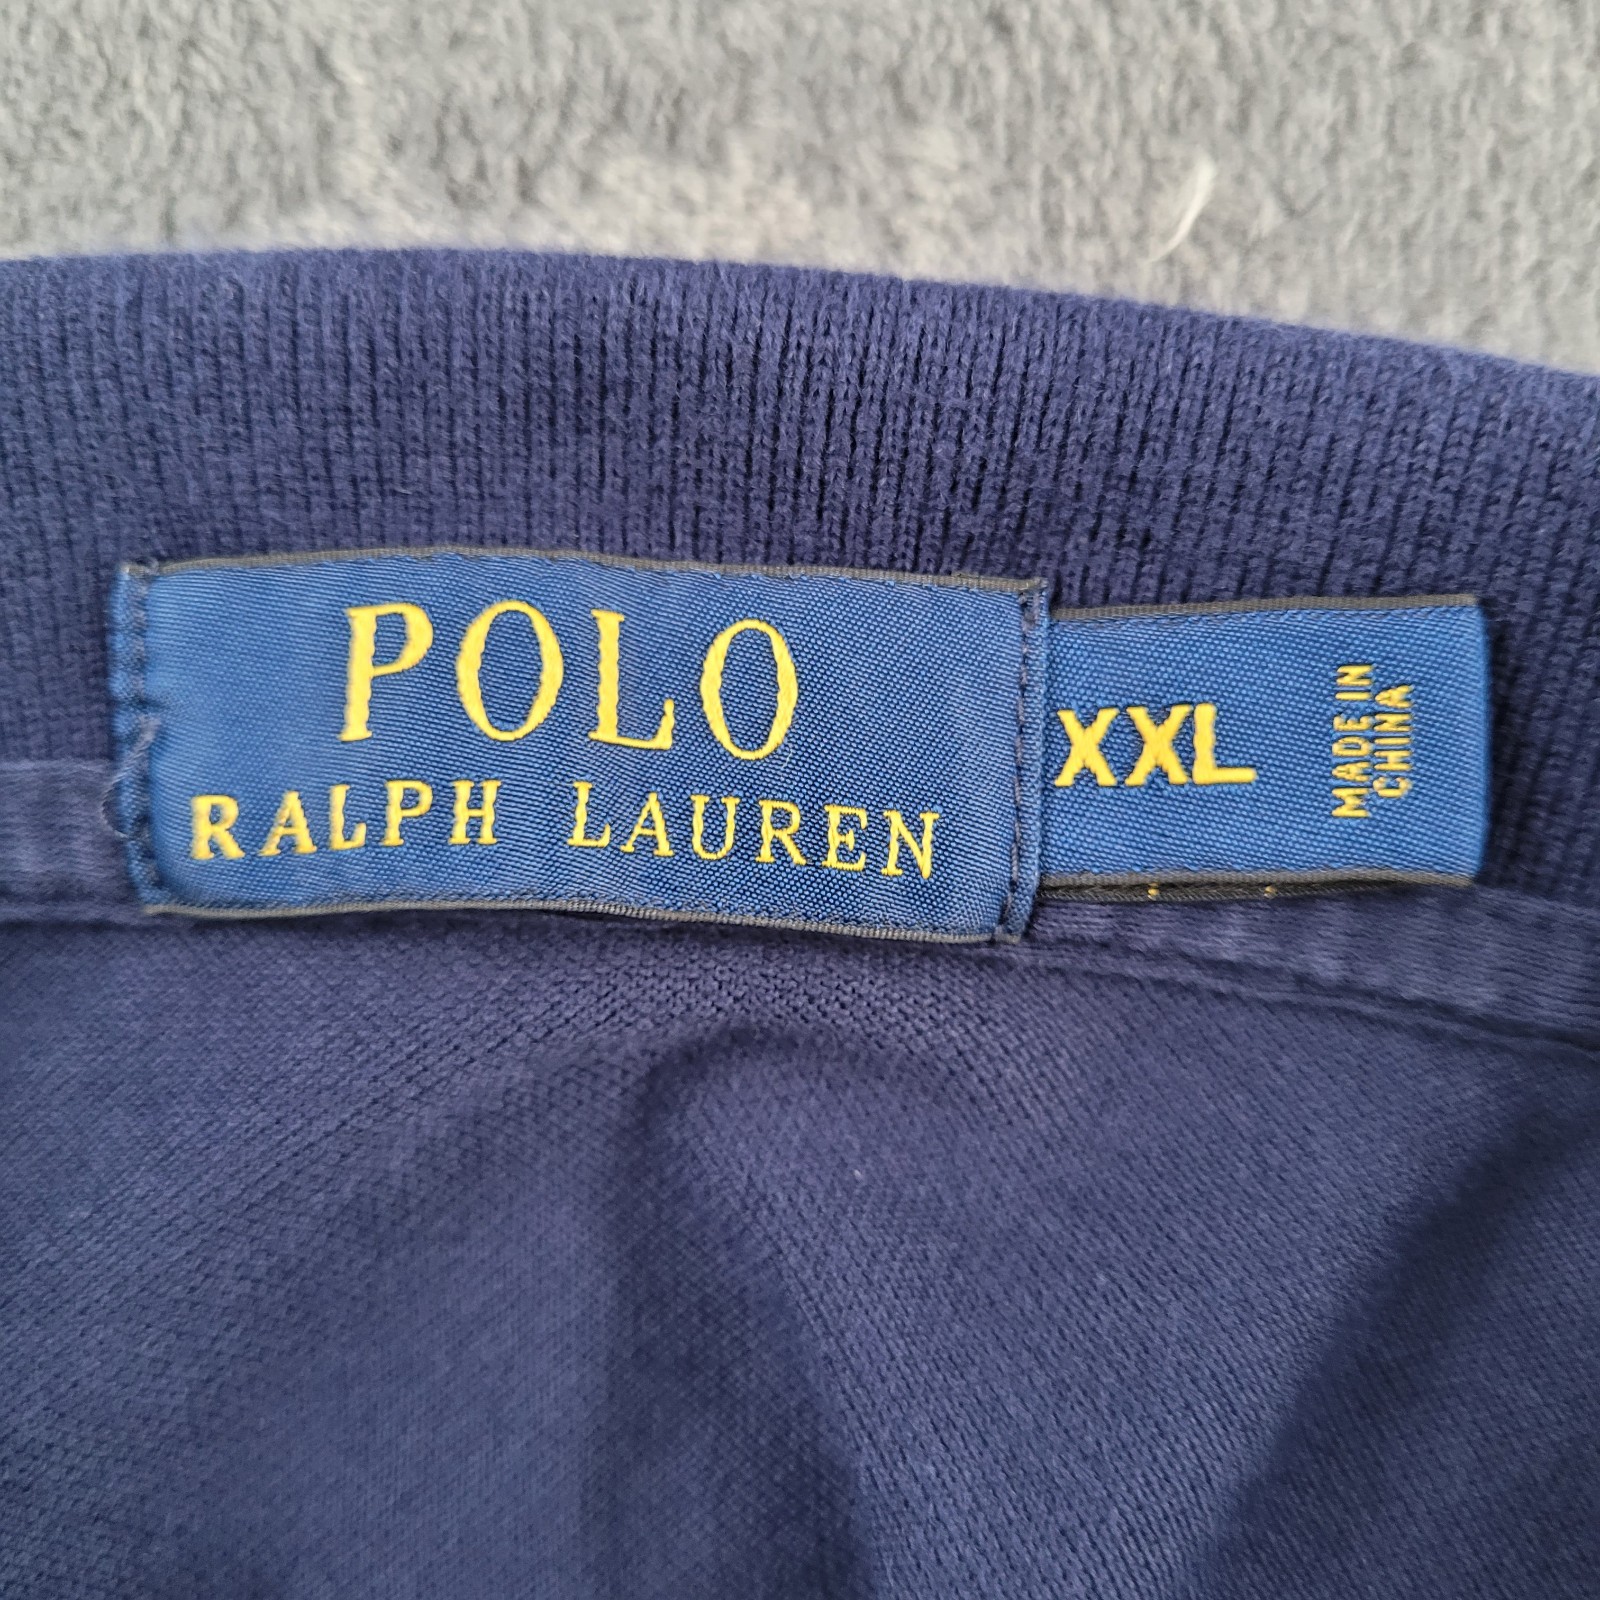 POLO
RALPH LAUREN
XXL
MADE IN
CHINA